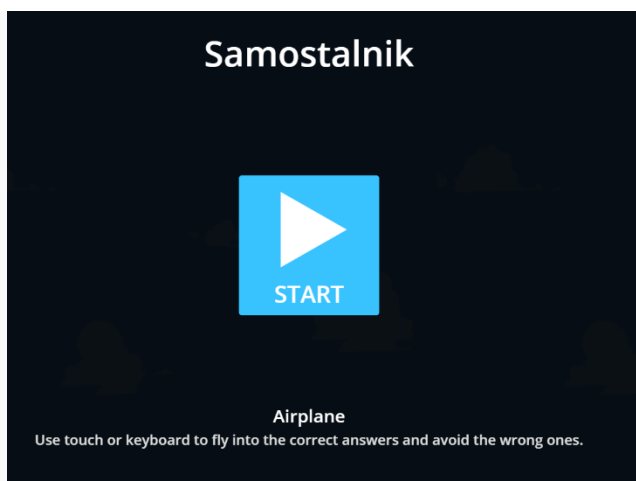 Samostalnik
START
Airplane
Use touch or keyboard to fly into the correct answers and avoid the wrong ones.